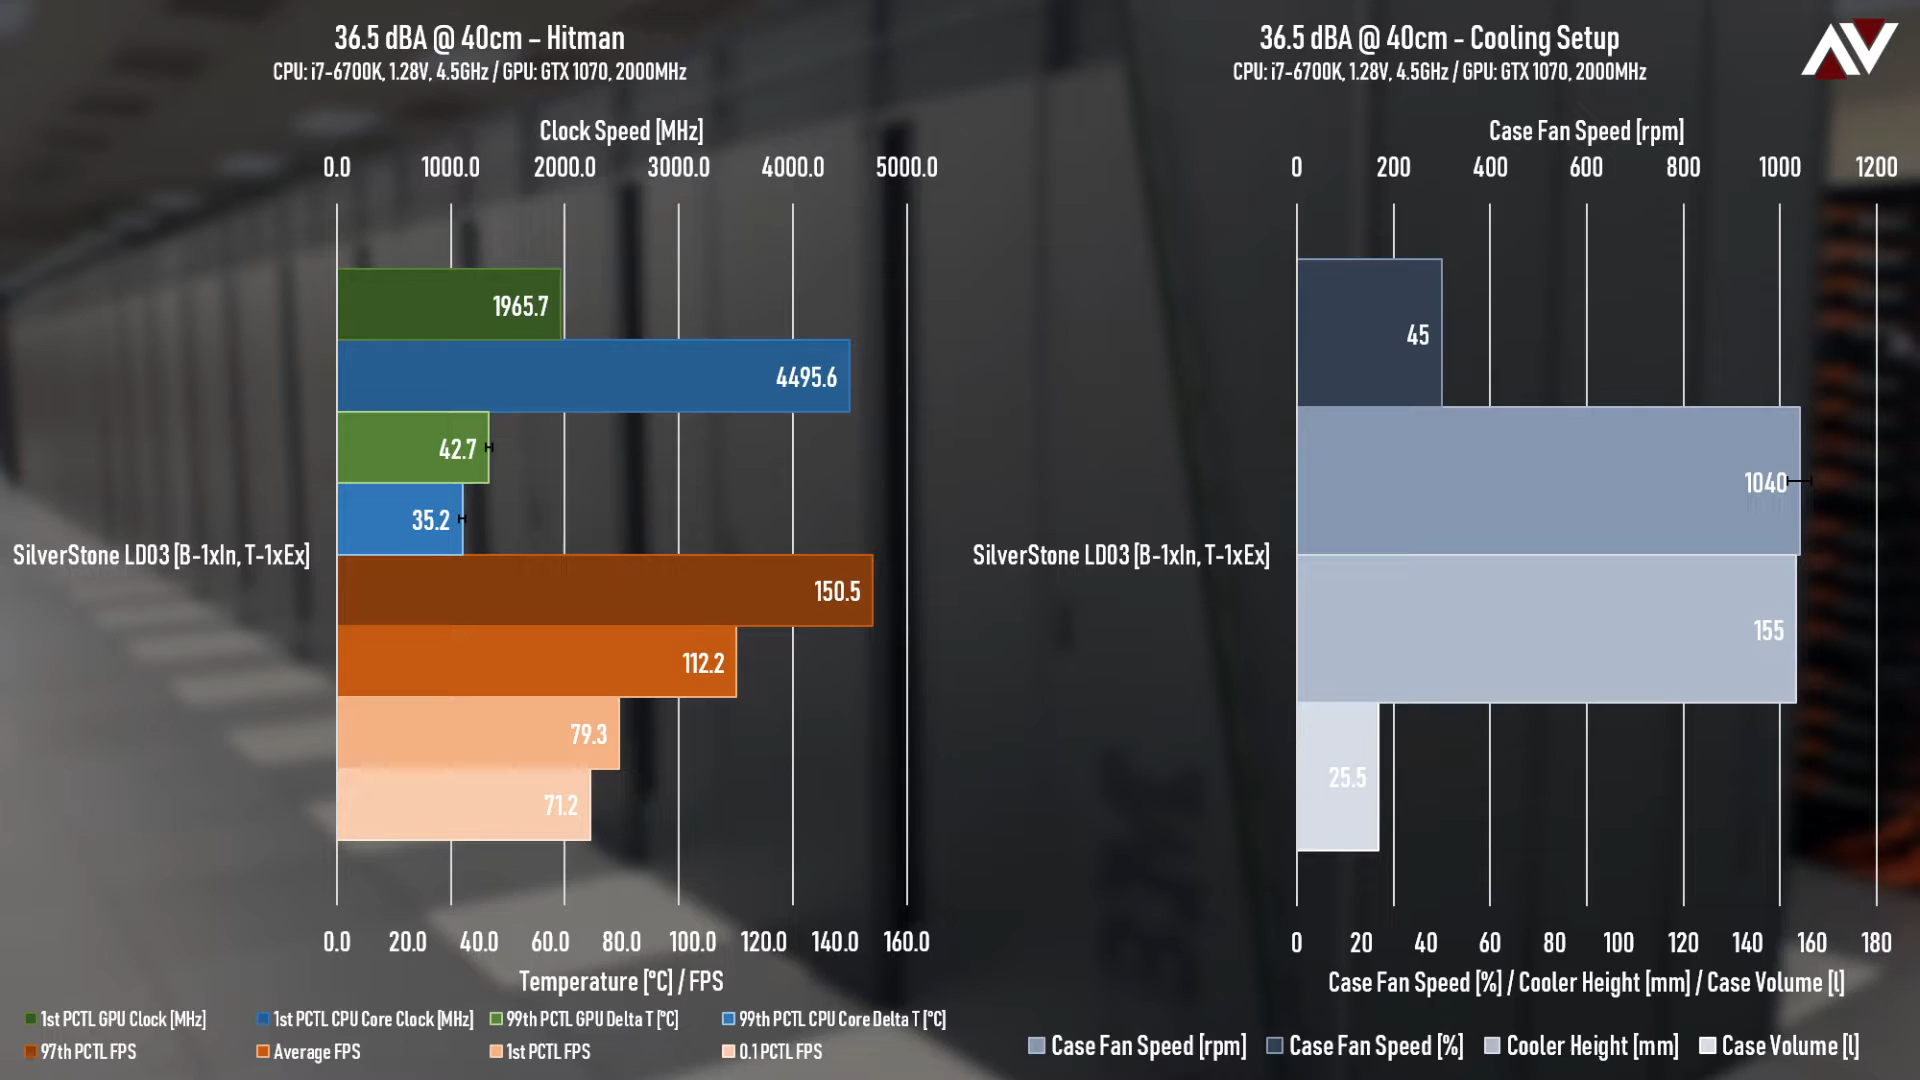 36.5 dBA @ 40cm – Hitman
CPU: i7-6700K, 1.28V, 4.5GHz / GPU: GTX 1070, 2000MHz
Clock Speed [MHz]
0.0 1000.0 2000.0 3000.0 4000.0 5000.0
1965.7
4495.6
42.7
35.2
SilverStone LD03 [B-1xIn, T-1xEx]
150.5
112.2
79.3
71.2
0.0 20.0 40.0 60.0 80.0 100.0 120.0 140.0 160.0
Temperature [°C] / FPS
1st PCTL GPU Clock [MHz] 1st PCTL CPU Core Clock [MHz] 99th PCTL GPU Delta T [°C] 99th PCTL CPU Core Delta T [°C]
97th PCTL FPS Average FPS 1st PCTL FPS 0.1 PCTL FPS
36.5 dBA @ 40cm - Cooling Setup
CPU: i7-6700K, 1.28V, 4.5GHz / GPU: GTX 1070, 2000MHz
Case Fan Speed [rpm]
0 200 400 600 800 1000 1200
45
1040
SilverStone LD03 [B-1xIn, T-1xEx]
155
25.5
0 20 40 60 80 100 120 140 160 180
Case Fan Speed [%] / Cooler Height [mm] / Case Volume [l]
Case Fan Speed [rpm] Case Fan Speed [%] Cooler Height [mm] Case Volume [l]